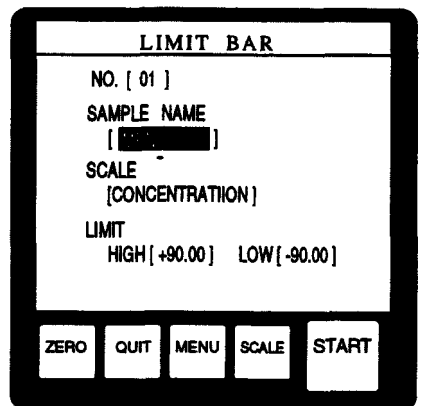 LIMIT BAR
NO. [ 01 ]
SAMPLE NAME
[ ]
SCALE
[CONCENTRATIION]
LIMIT
HIGH [ +90.00 ] LOW [ -90.00 ]
ZERO QUIT MENU SCALE START